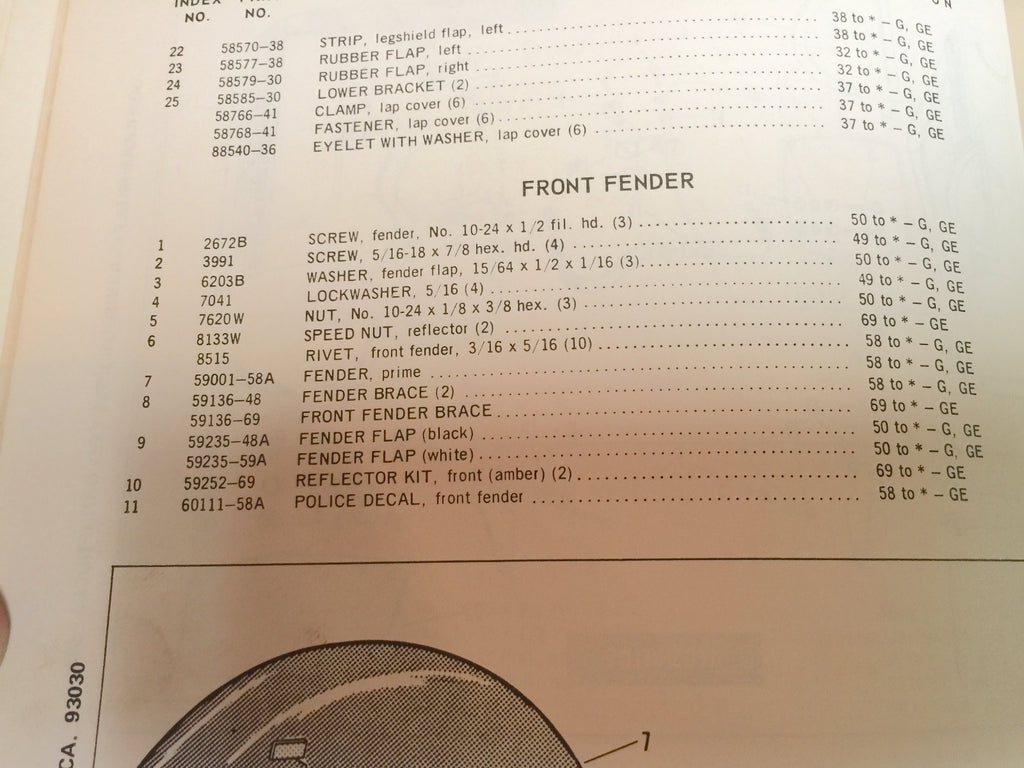 INDEX
NO. NO.
22 58570–38 STRIP, legshield flap, left 38 to * – G, GE
23 58577–38 RUBBER FLAP, left 38 to * – G, GE
24 58579–30 RUBBER FLAP, right 32 to * – G, GE
25 58585–30 LOWER BRACKET (2) 32 to * – G, GE
58766–41 CLAMP, lap cover (6) 37 to * – G, GE
58768–41 FASTENER, lap cover (6) 37 to * – G, GE
88540–36 EYELET WITH WASHER, lap cover (6) 37 to * – G, GE
FRONT FENDER
1 2672B SCREW, fender, No. 10-24 x 1/2 fil. hd. (3) 50 to * – G, GE
2 3991 SCREW, 5/16-18 x 7/8 hex. hd. (4) 49 to * – G, GE
3 6203B WASHER, fender flap, 15/64 x 1/2 x 1/16 (3) 50 to * – G, GE
4 7041 LOCKWASHER, 5/16 (4) 49 to * – G, GE
5 7620W NUT, No. 10-24 x 1/8 x 3/8 hex. (3) 50 to * – G, GE
6 8133W SPEED NUT, reflector (2) 69 to * – GE
8515 RIVET, front fender, 3/16 x 5/16 (10) 58 to * – G, GE
7 59001–58A FENDER, prime 58 to * – G, GE
8 59136–48 FENDER BRACE (2) 58 to * – G, GE
59136–69 FRONT FENDER BRACE 69 to * – GE
9 59235–48A FENDER FLAP (black) 50 to * – G, GE
59235–59A FENDER FLAP (white) 50 to * – G, GE
10 59252–69 REFLECTOR KIT, front (amber) (2) 69 to * – GE
11 60111–58A POLICE DECAL, front fender 58 to * – GE
7
CA. 93030